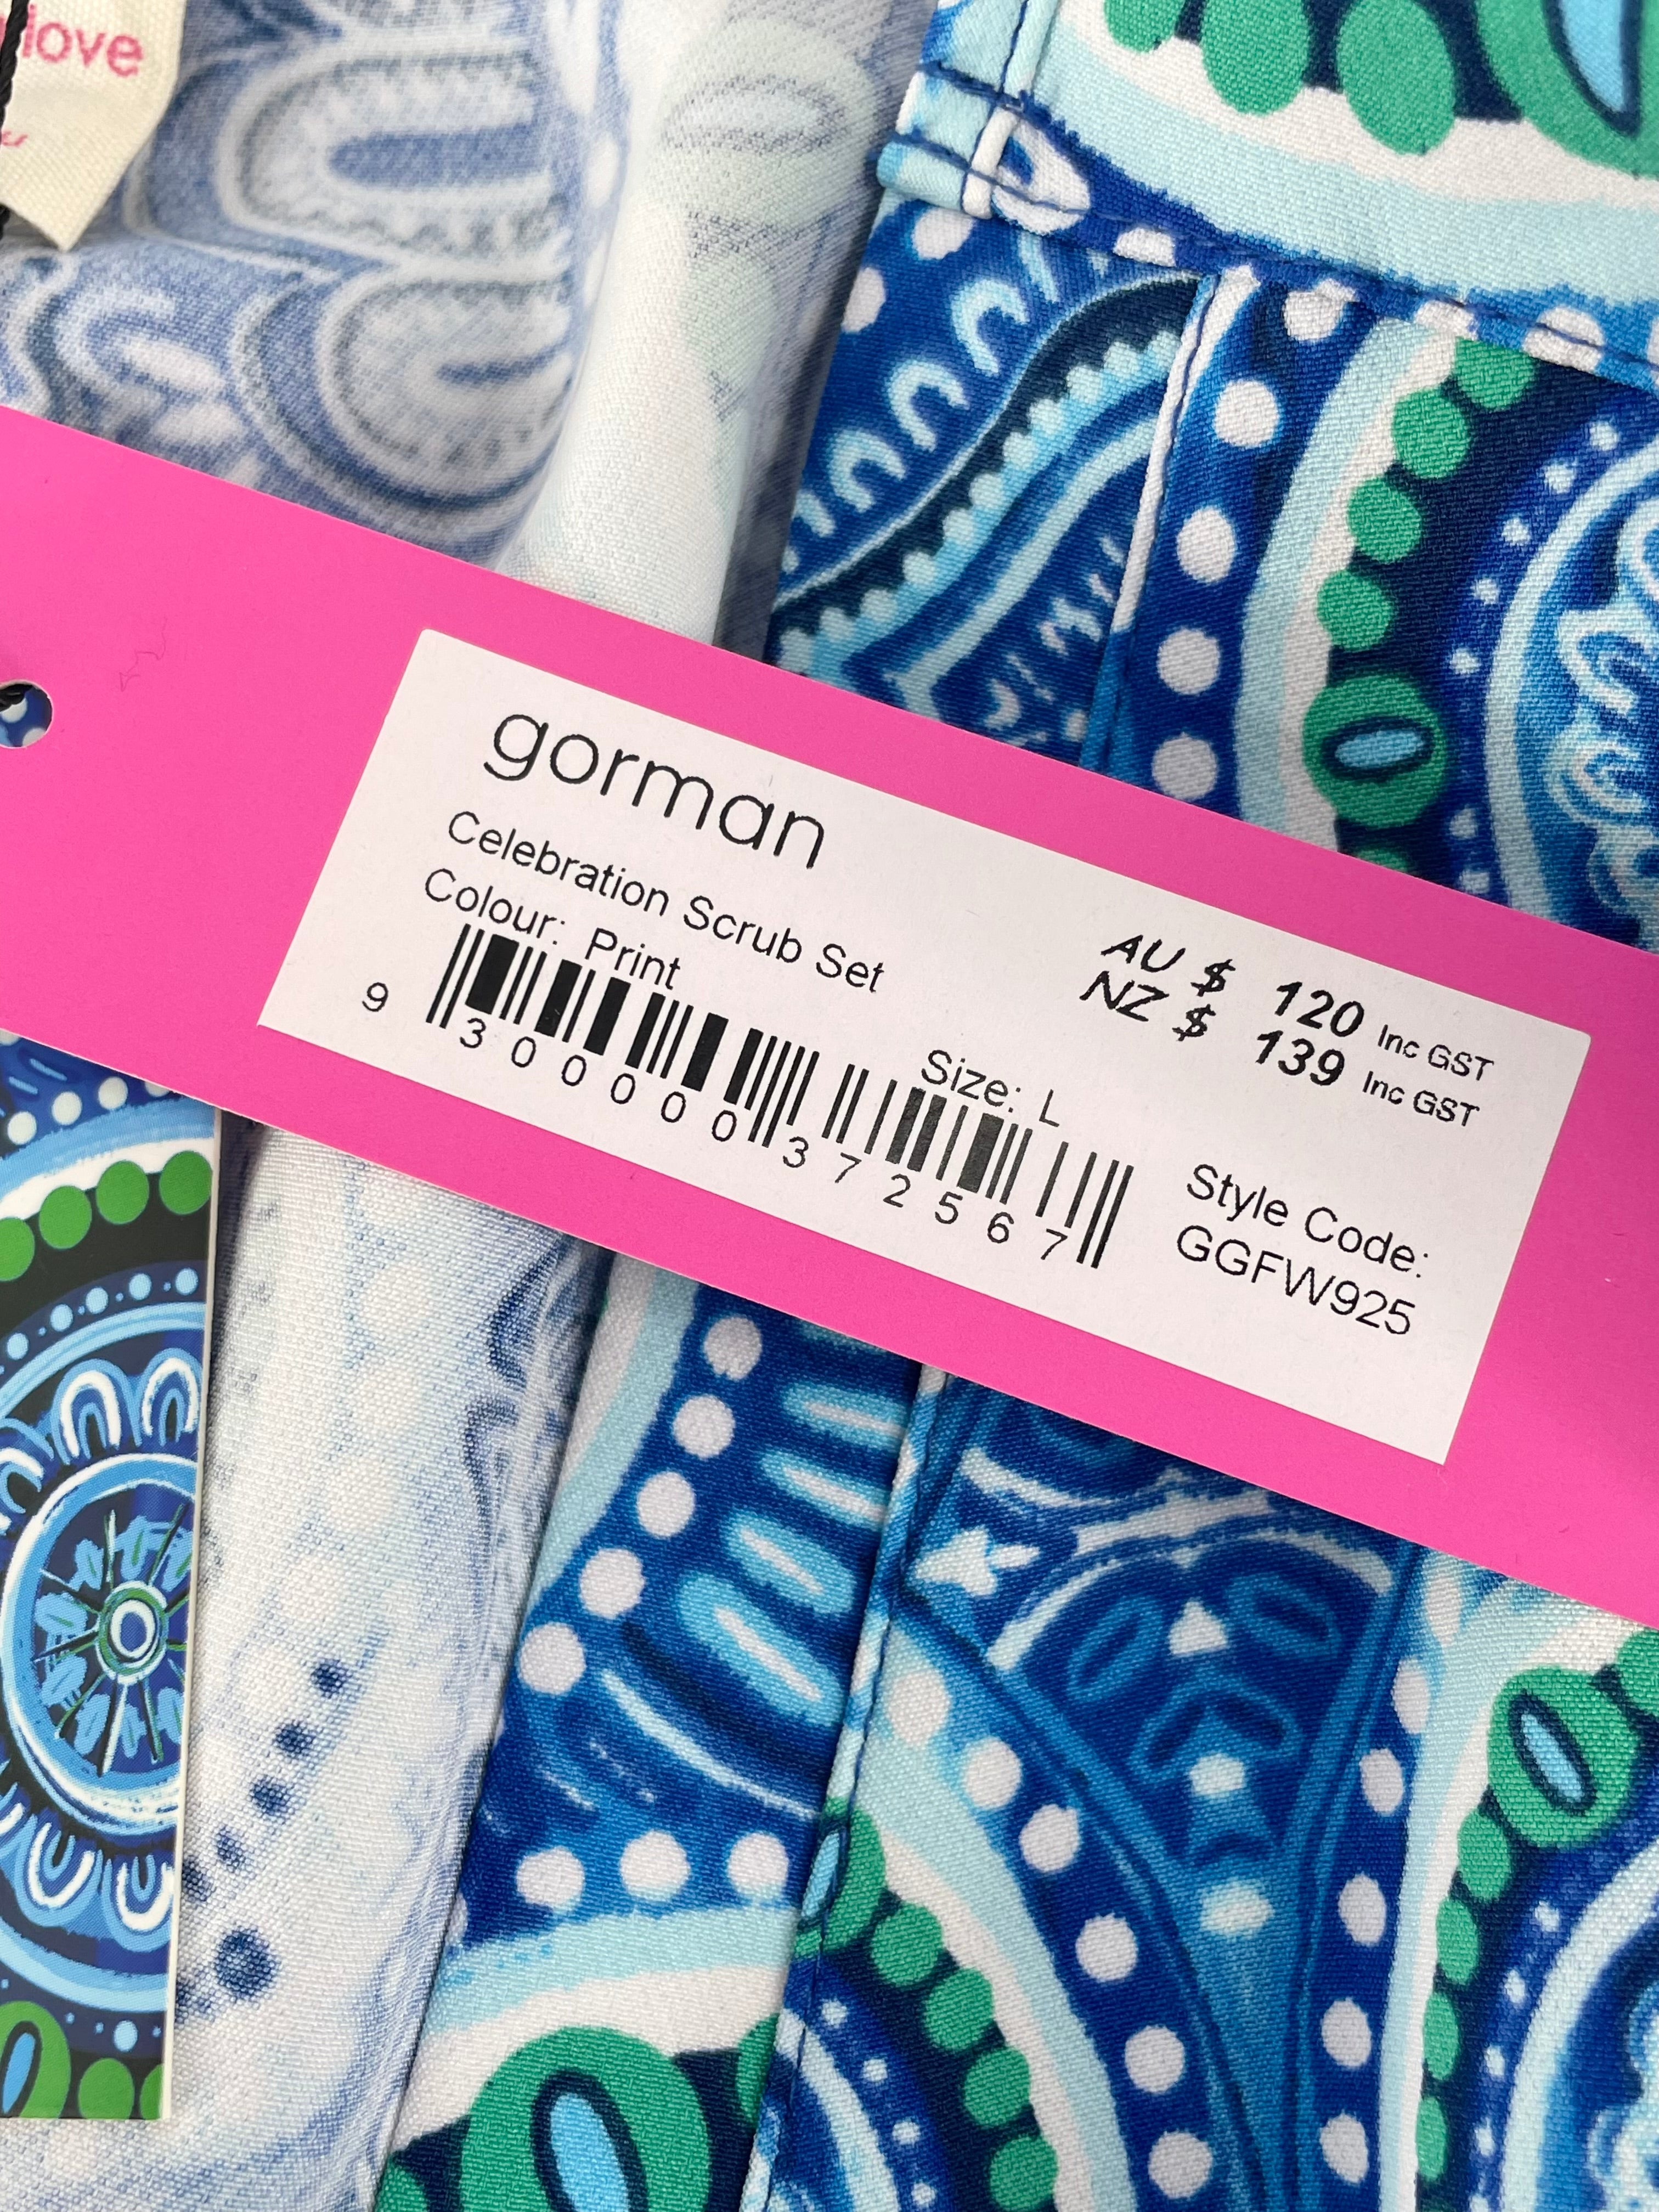 love
gorman
Celebration Scrub Set
Colour: Print
AU $ 120 Inc GST
NZ $ 139 Inc GST
Size: L
9 300000 372567
Style Code:
GGFW925